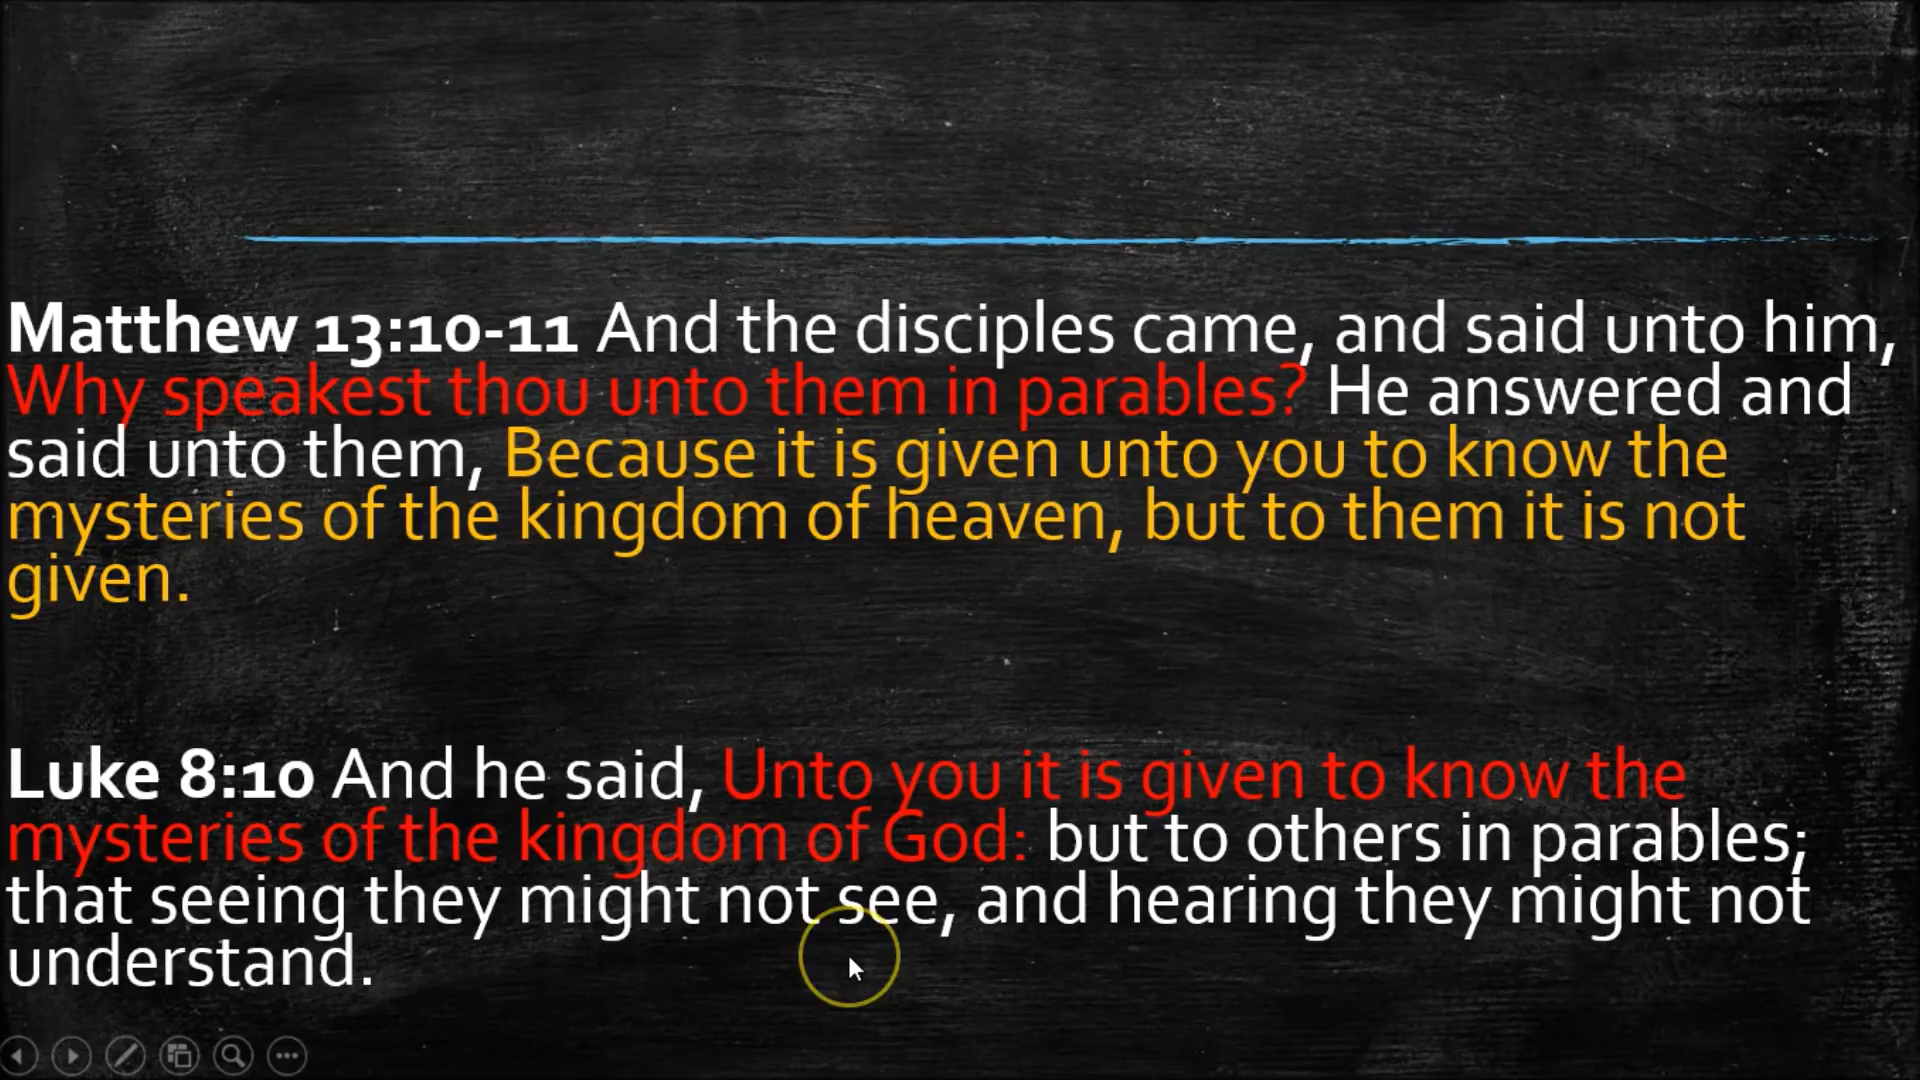 Matthew 13:10-11 And the disciples came, and said unto him,
Why speakest thou unto them in parables? He answered and
said unto them, Because it is given unto you to know the
mysteries of the kingdom of heaven, but to them it is not
given.
Luke 8:10 And he said, Unto you it is given to know the
mysteries of the kingdom of God: but to others in parables;
that seeing they might not see, and hearing they might not
understand.